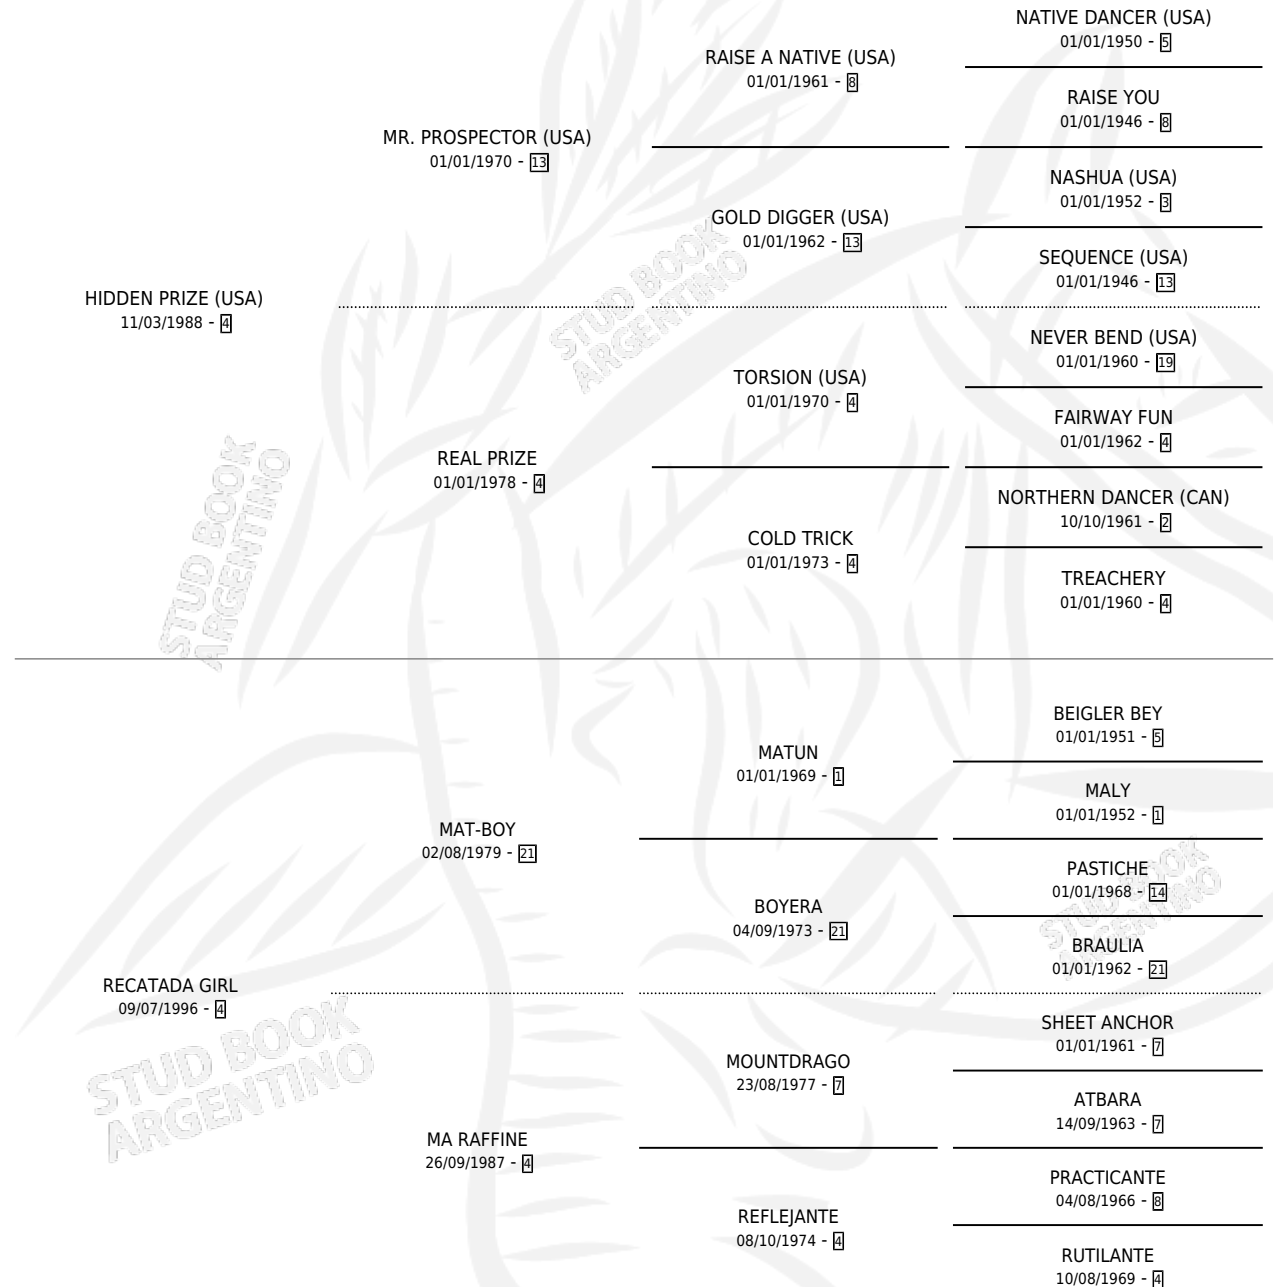 NATIVE DANCER (USA)
01/01/1950 - 5
RAISE A NATIVE (USA)
01/01/1961 - 8
RAISE YOU
01/01/1946 - 8
MR. PROSPECTOR (USA)
01/01/1970 - 13
NASHUA (USA)
01/01/1952 - 3
GOLD DIGGER (USA)
01/01/1962 - 13
SEQUENCE (USA)
01/01/1946 - 13
HIDDEN PRIZE (USA)
11/03/1988 - 4
STUD BOOK
ARGENTINO
NEVER BEND (USA)
01/01/1960 - 19
TORSION (USA)
01/01/1970 - 4
FAIRWAY FUN
01/01/1962 - 4
REAL PRIZE
01/01/1978 - 4
NORTHERN DANCER (CAN)
10/10/1961 - 2
COLD TRICK
01/01/1973 - 4
TREACHERY
01/01/1960 - 4
STUD BOOK
ARGENTINO
BEIGLER BEY
01/01/1951 - 5
MATUN
01/01/1969 - 1
MALY
01/01/1952 - 1
MAT-BOY
02/08/1979 - 21
PASTICHE
01/01/1968 - 14
BOYERA
04/09/1973 - 21
BRAULIA
01/01/1962 - 21
STUD BOOK
ARGENTINO
RECATADA GIRL
09/07/1996 - 4
STUD BOOK
ARGENTINO
SHEET ANCHOR
01/01/1961 - 7
MOUNTDRAGO
23/08/1977 - 7
ATBARA
14/09/1963 - 7
MA RAFFINE
26/09/1987 - 4
PRACTICANTE
04/08/1966 - 8
REFLEJANTE
08/10/1974 - 4
RUTILANTE
10/08/1969 - 4